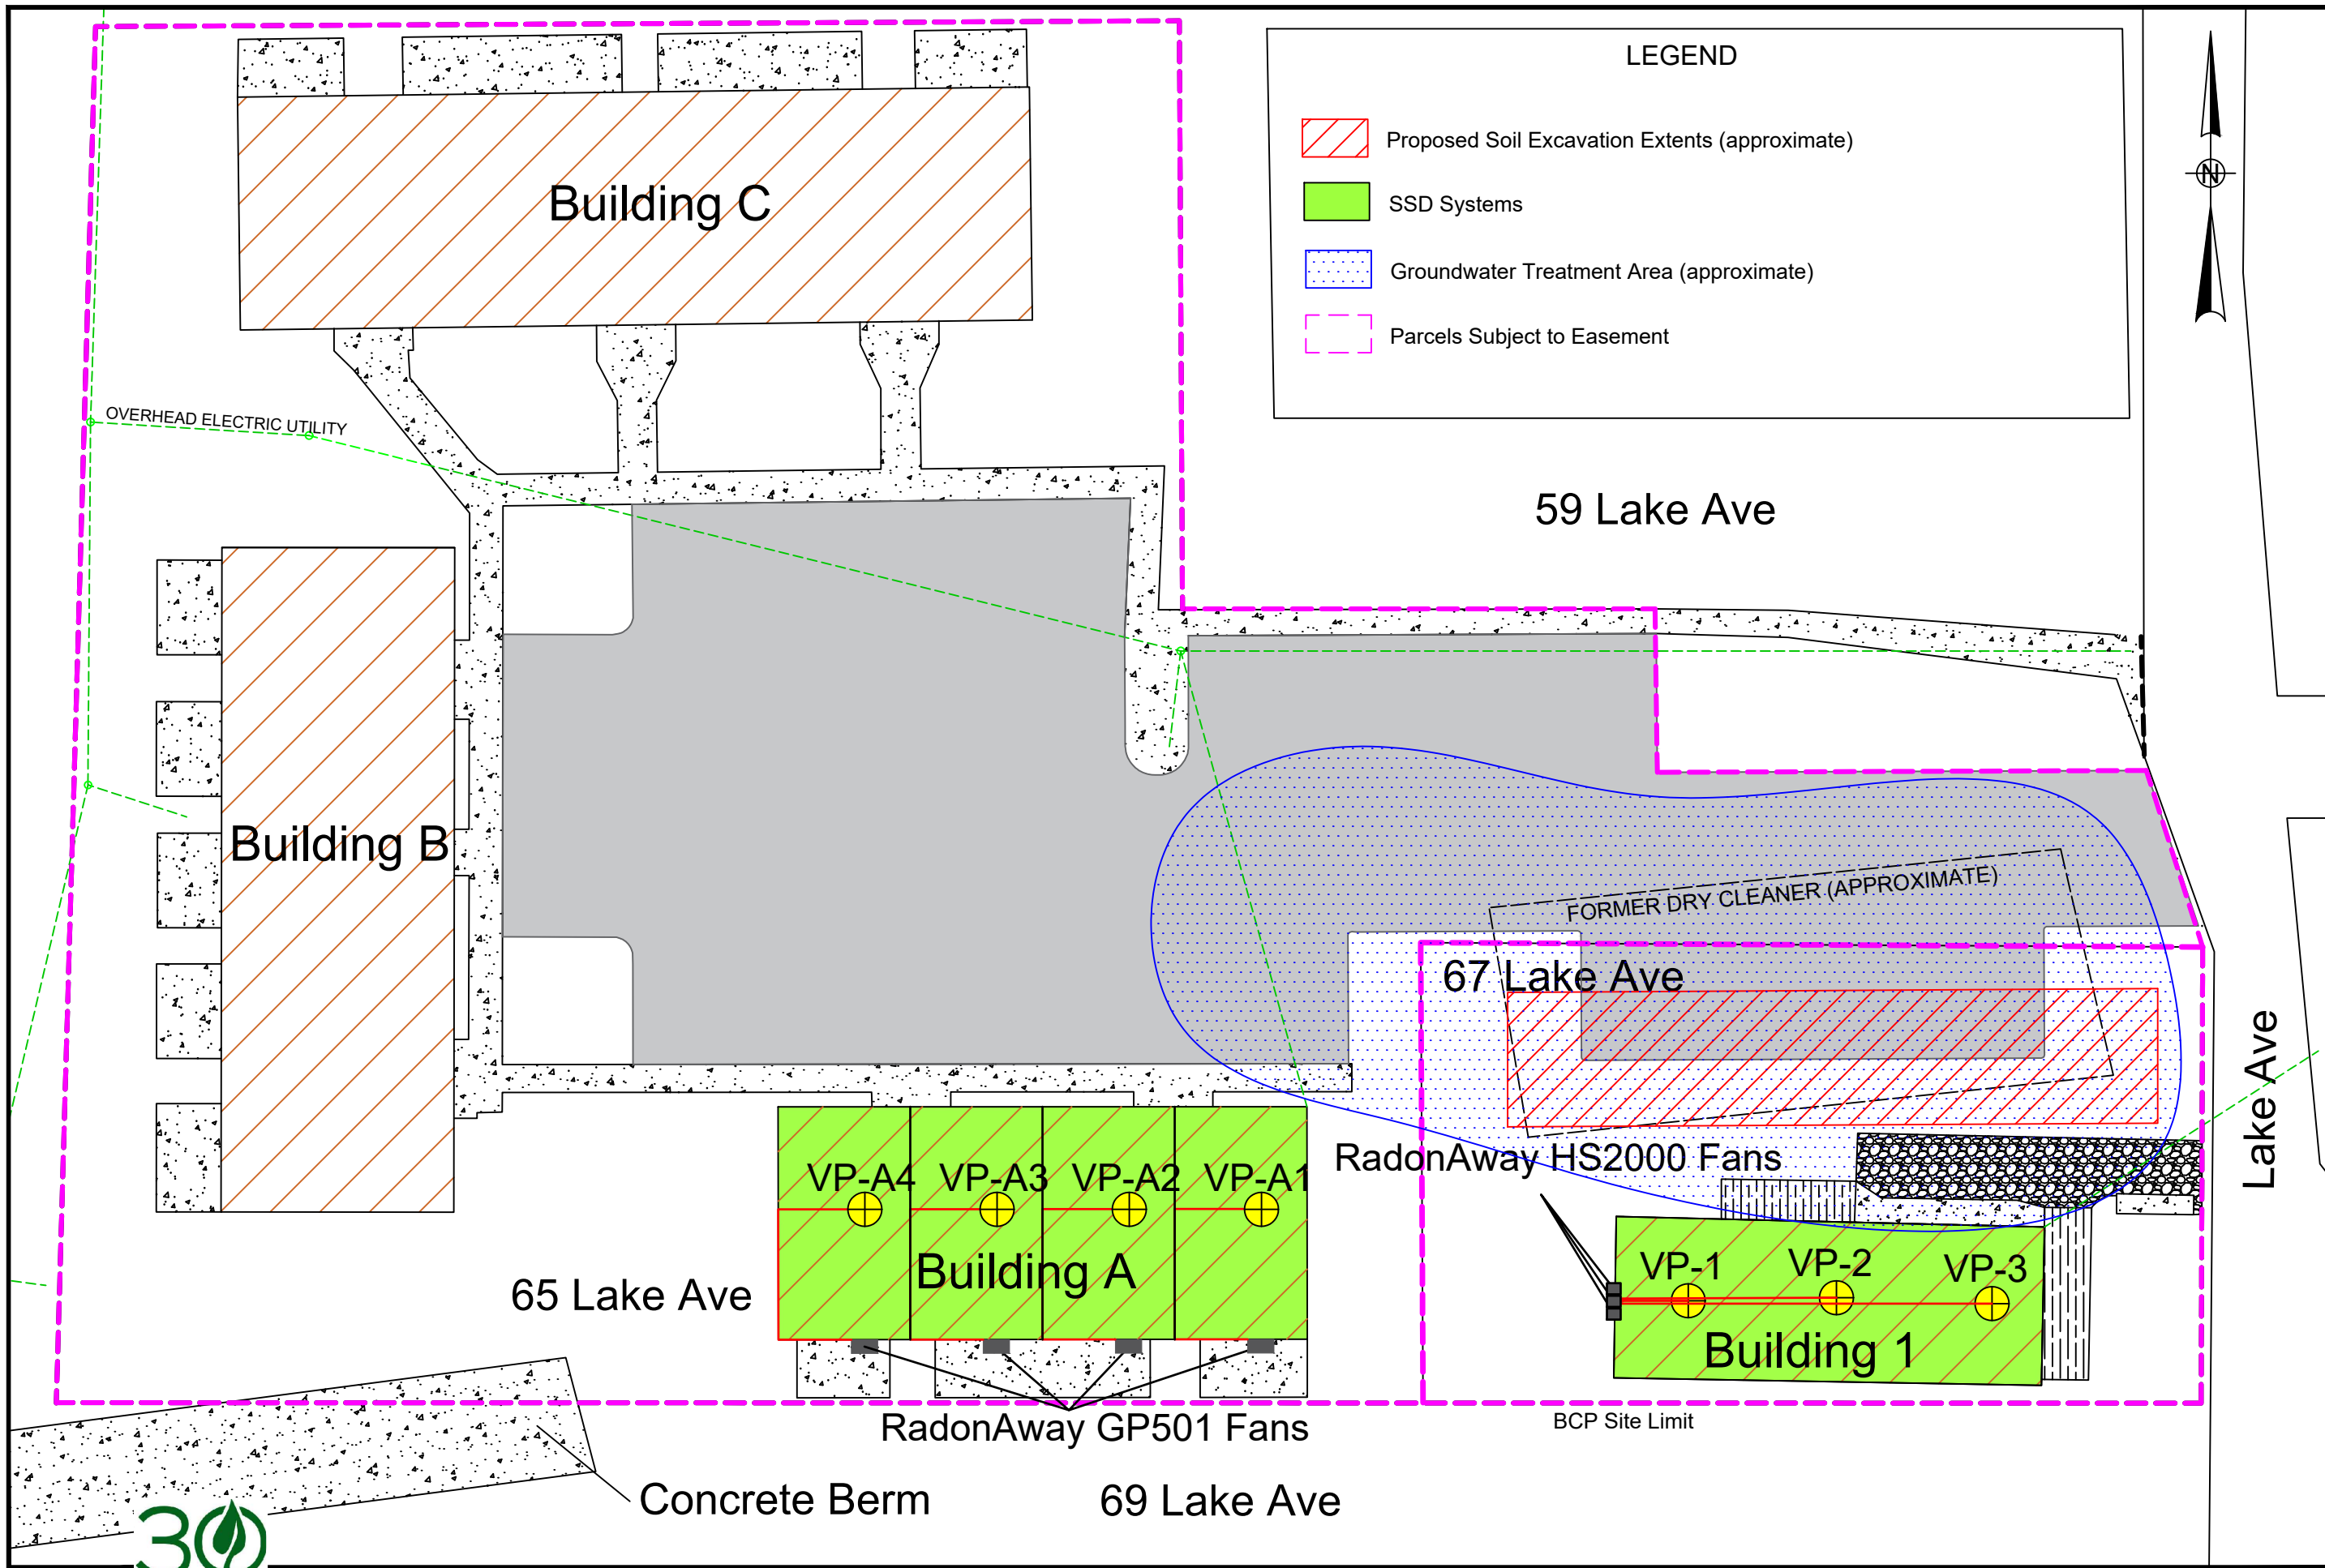 LEGEND
Proposed Soil Excavation Extents (approximate)
SSD Systems
Groundwater Treatment Area (approximate)
Parcels Subject to Easement
N
Building C
OVERHEAD ELECTRIC UTILITY
59 Lake Ave
Building B
FORMER DRY CLEANER (APPROXIMATE)
67 Lake Ave
Lake Ave
RadonAway HS2000 Fans
VP-A4
VP-A3
VP-A2
VP-A1
Building A
VP-1
VP-2
VP-3
Building 1
65 Lake Ave
RadonAway GP501 Fans
BCP Site Limit
Concrete Berm
69 Lake Ave
30